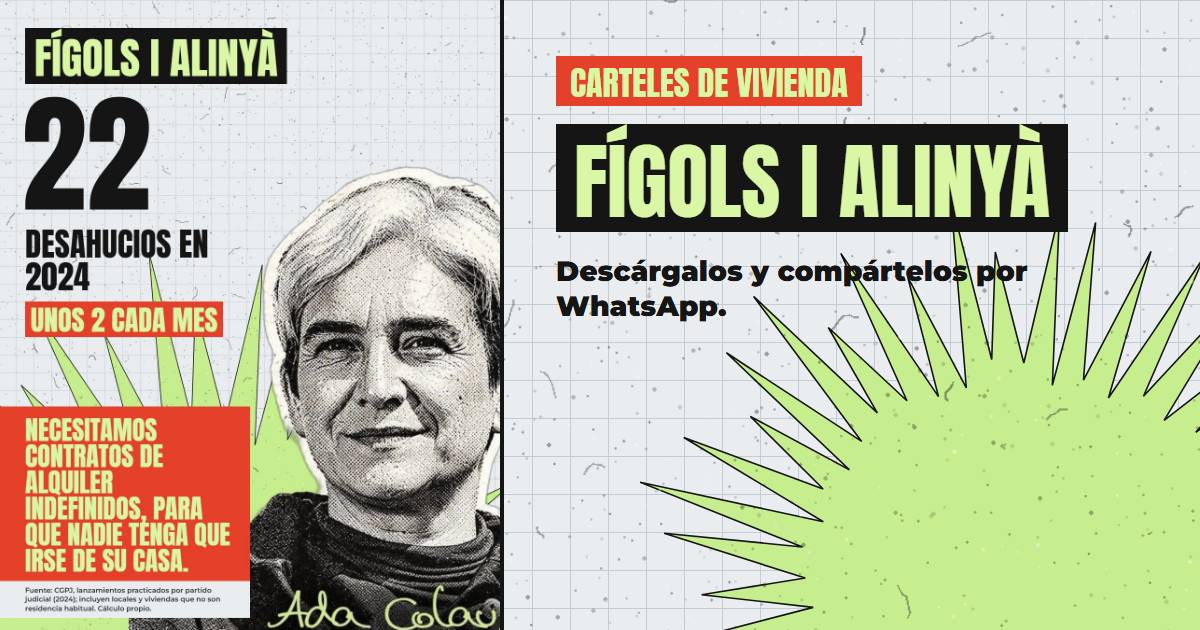 FÍGOLS I ALINYÀ
22
DESAHUCIOS EN
2024
UNOS 2 CADA MES
NECESITAMOS
CONTRATOS DE
ALQUILER
INDEFINIDOS, PARA
QUE NADIE TENGA QUE
IRSE DE SU CASA.
Fuente: CGPJ, lanzamientos practicados por partido
judicial (2024); incluyen locales y viviendas que no son
residencia habitual. Cálculo propio.
Ada Colau
CARTELES DE VIVIENDA
FÍGOLS I ALINYÀ
Descárgalos y compártelos por
WhatsApp.